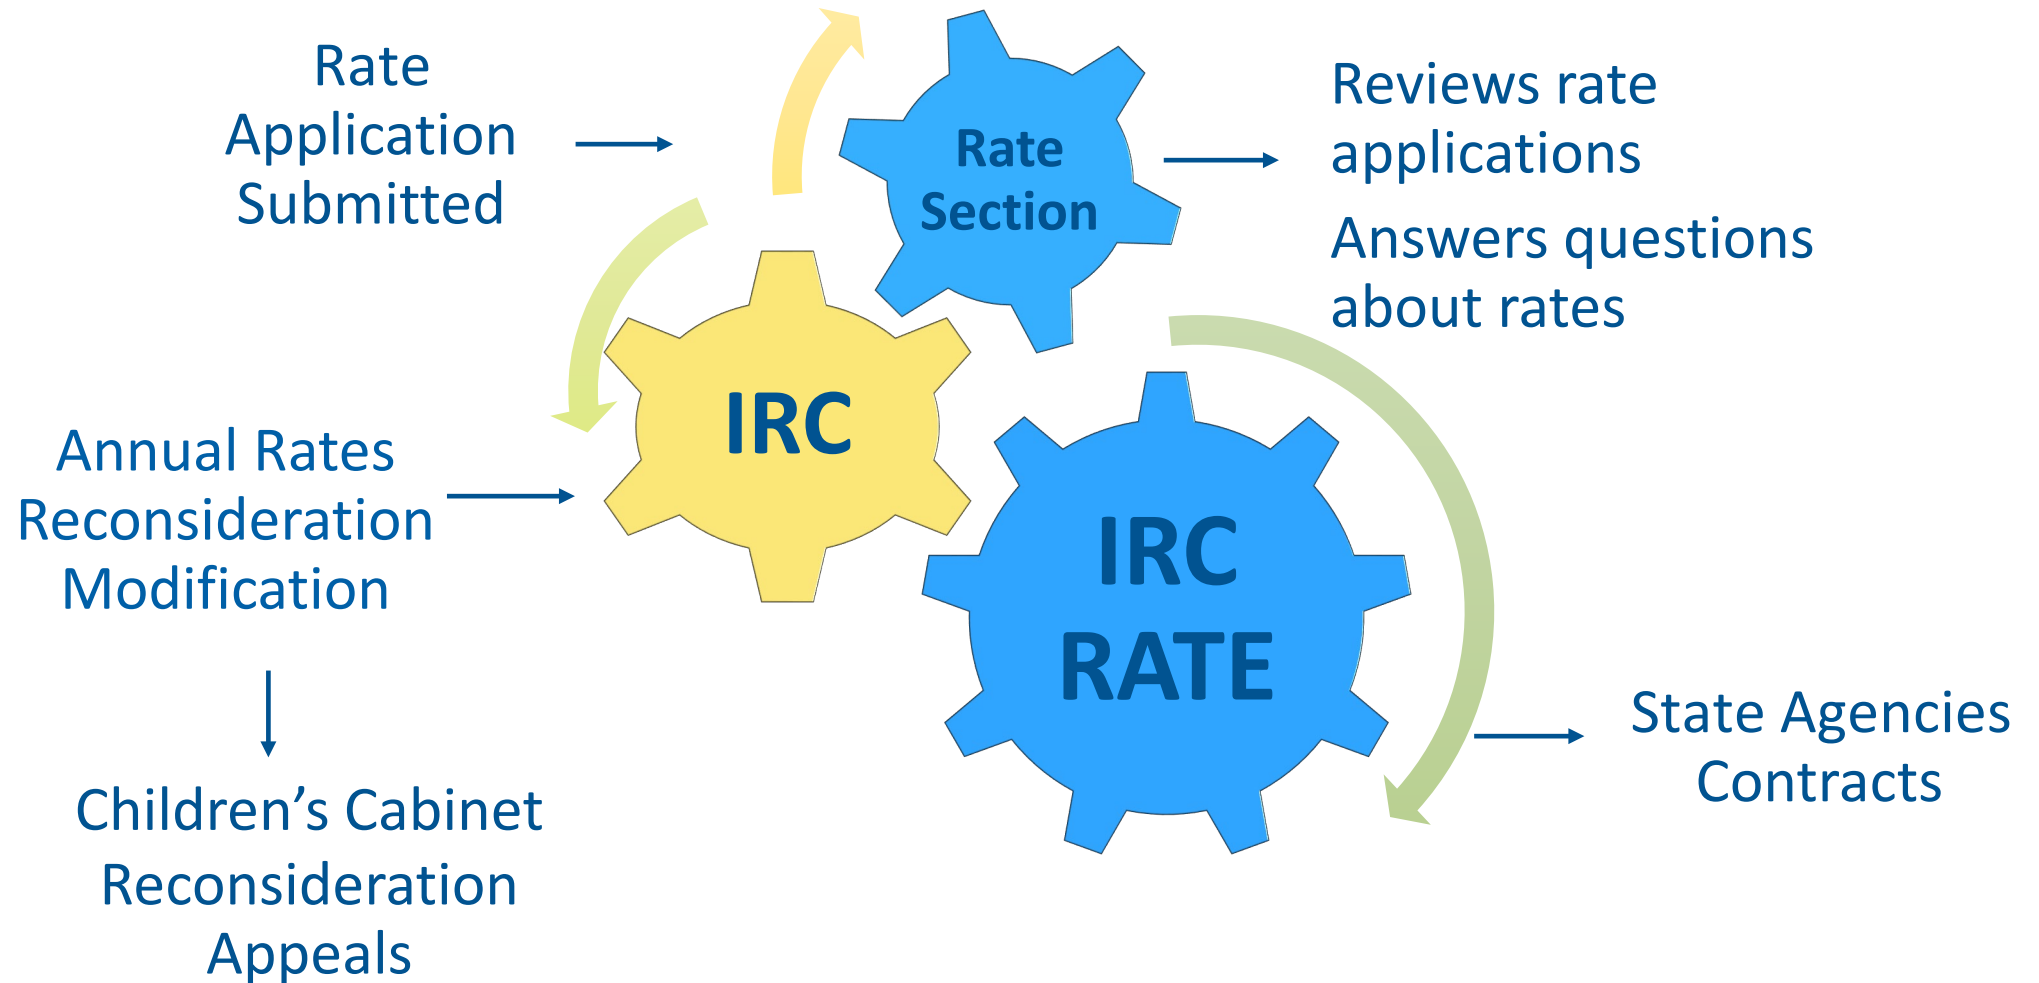 Rate
Application
Submitted
Rate
Section
Reviews rate
applications
Answers questions
about rates
IRC
Annual Rates
Reconsideration
Modification
IRC
RATE
State Agencies
Contracts
Children’s Cabinet
Reconsideration
Appeals